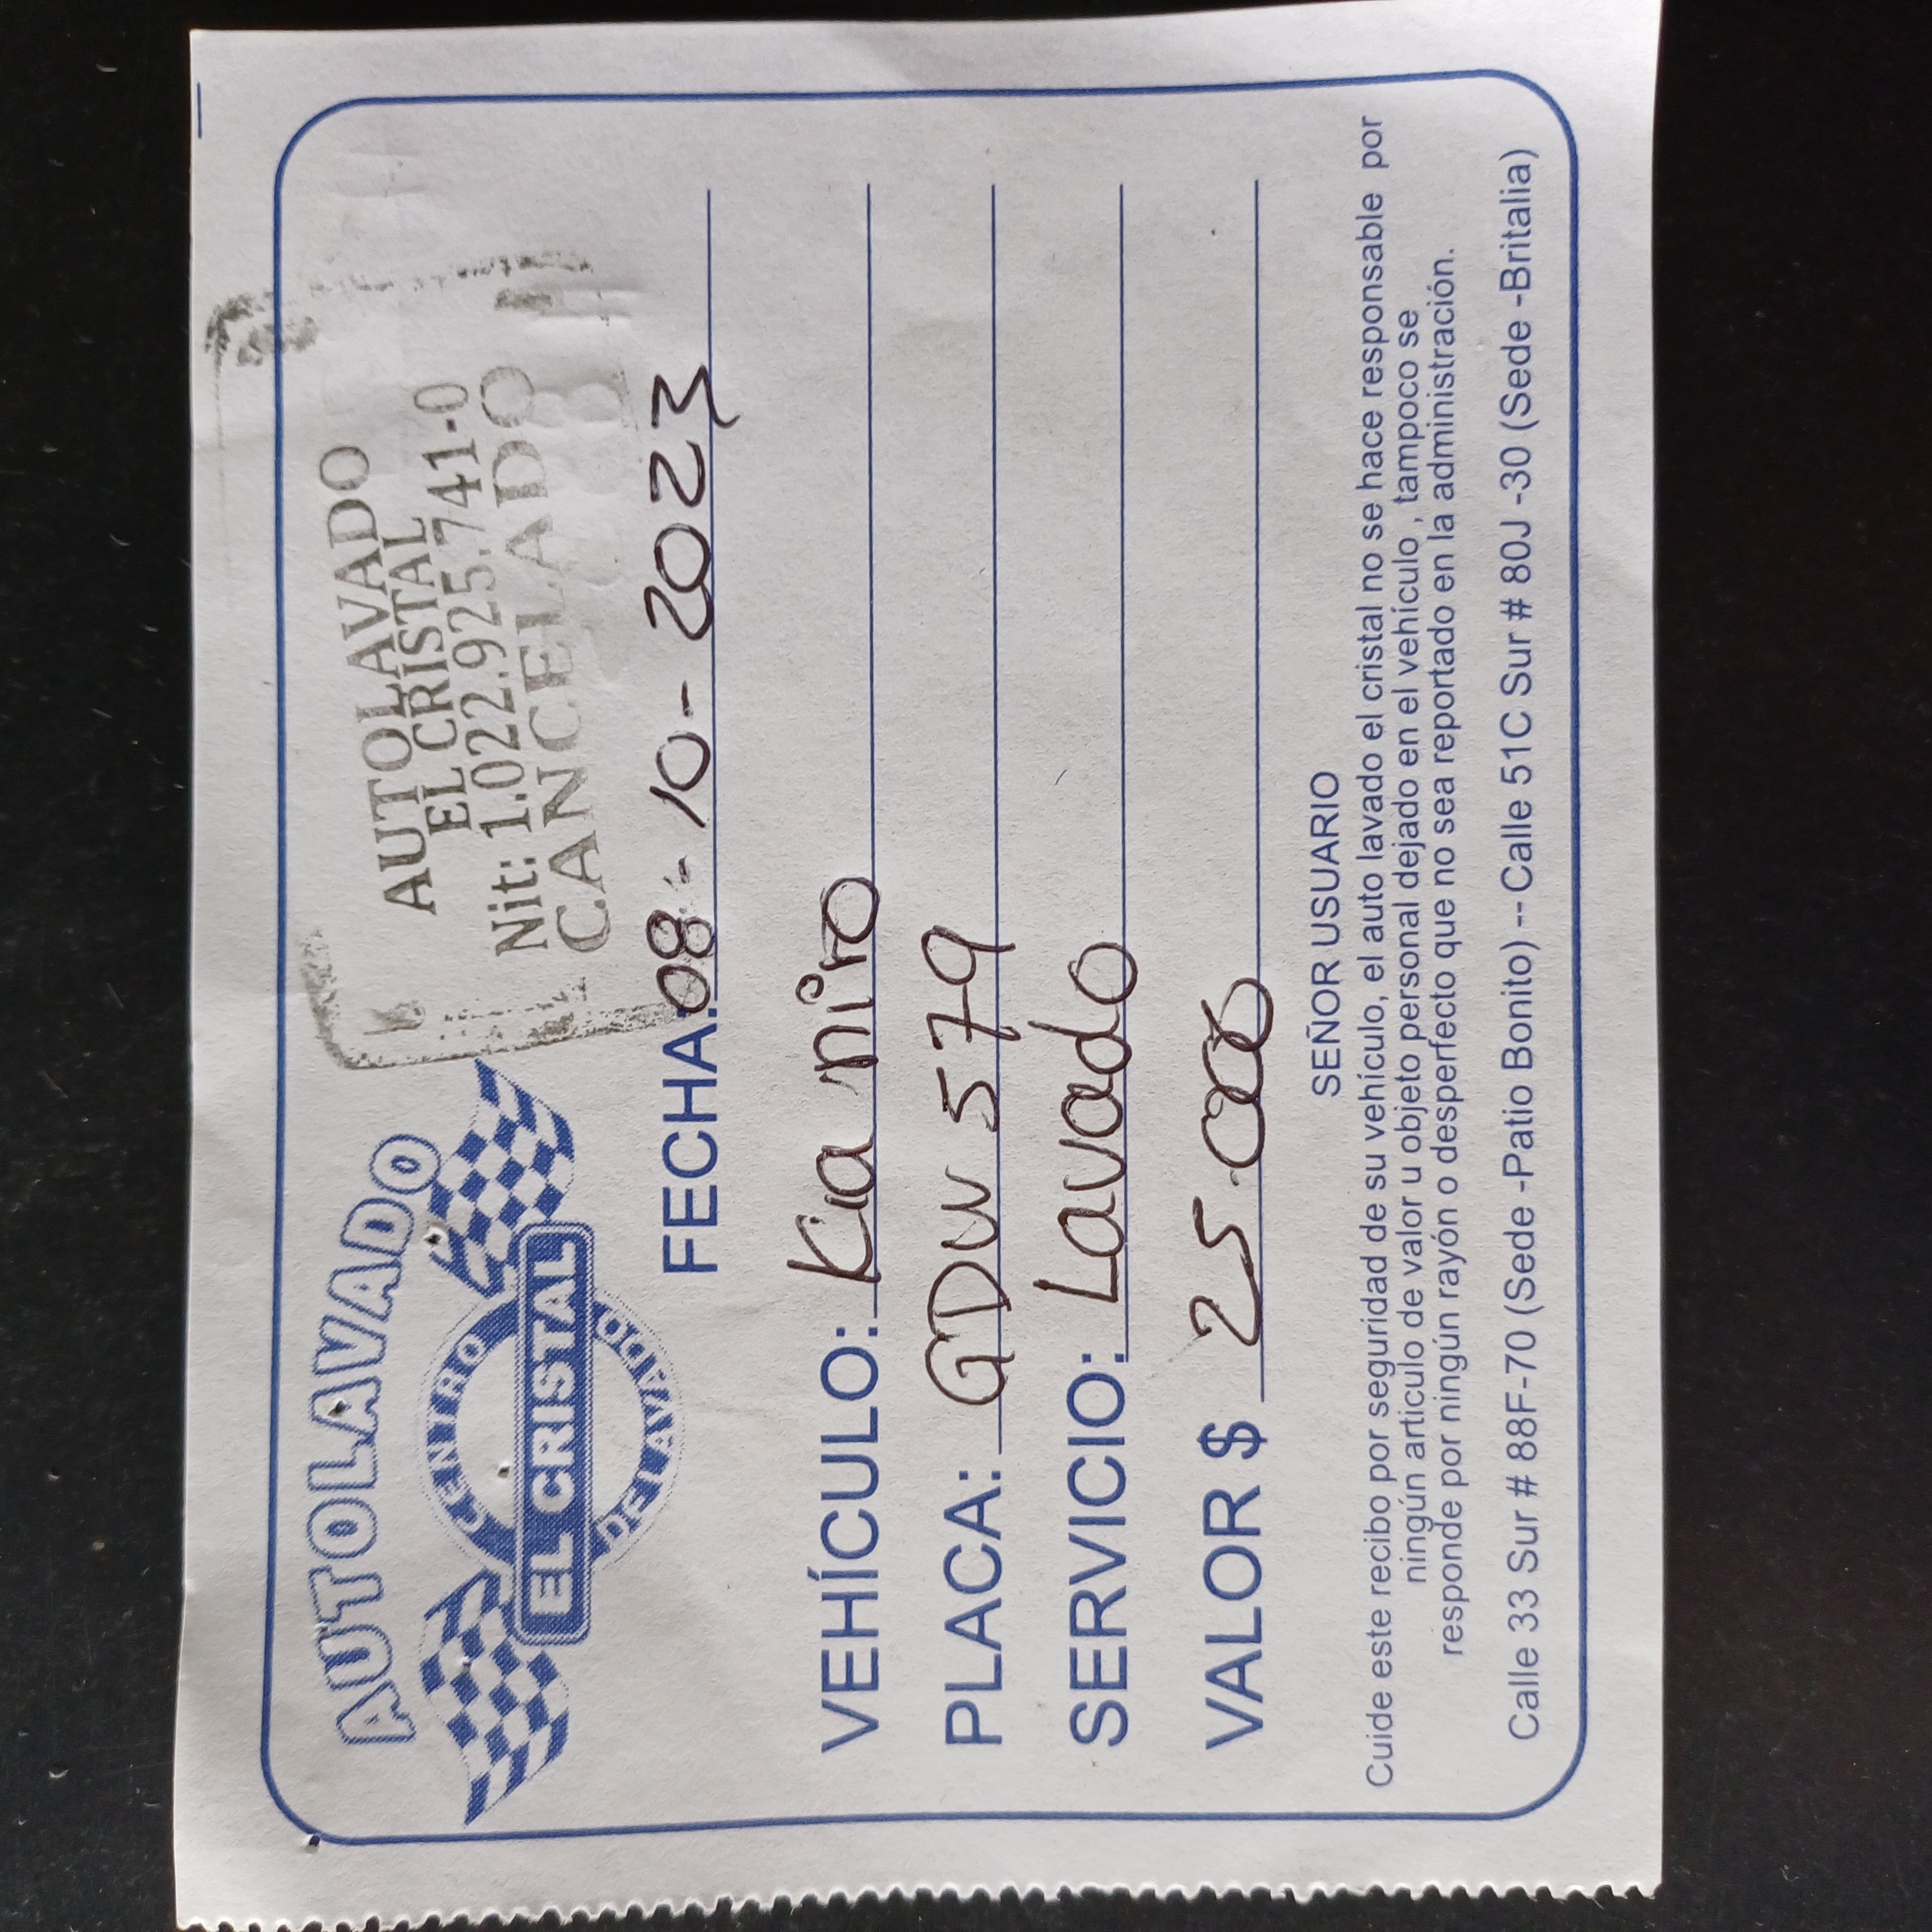 AUTOLAVADO
CENTRO
EL CRISTAL
DE LAVADO
AUTOLAVADO
EL CRISTAL
Nit: 1.022.925.741-0
CANCELADO
FECHA: 08 - 10 - 2023
VEHÍCULO: Kia niro
PLACA: GDW 579
SERVICIO: Lavado
VALOR $ 25.000
SEÑOR USUARIO
Cuide este recibo por seguridad de su vehículo, el auto lavado el cristal no se hace responsable por
ningún articulo de valor u objeto personal dejado en el vehículo , tampoco se
responde por ningún rayón o desperfecto que no sea reportado en la administración.
Calle 33 Sur # 88F-70 (Sede -Patio Bonito) -- Calle 51C Sur # 80J -30 (Sede -Britalia)